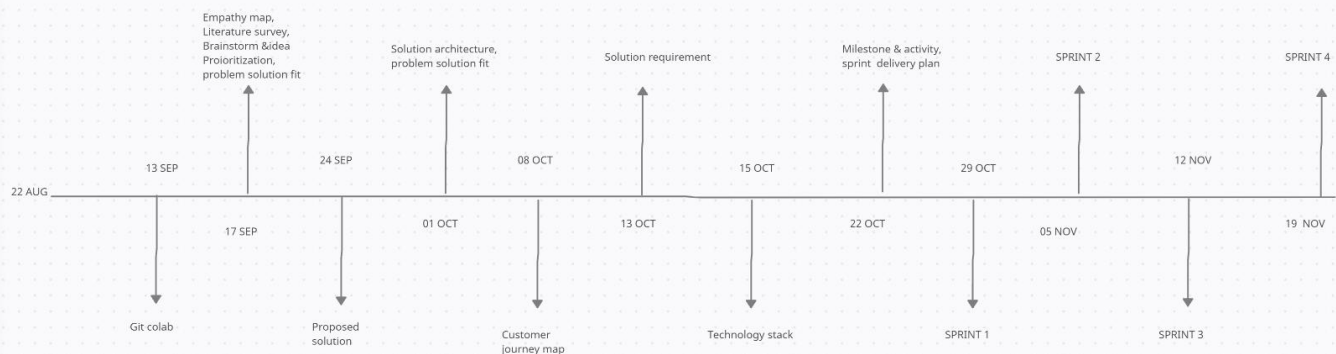 Empathy map,
Literature survey,
Brainstorm &idea
Proioritization,
problem solution fit
Solution architecture,
problem solution fit
Solution requirement
Milestone & activity,
sprint delivery plan
SPRINT 2
SPRINT 4
13 SEP
24 SEP
08 OCT
15 OCT
29 OCT
12 NOV
22 AUG
17 SEP
01 OCT
13 OCT
22 OCT
05 NOV
19 NOV
Git colab
Proposed
solution
Customer
journey map
Technology stack
SPRINT 1
SPRINT 3